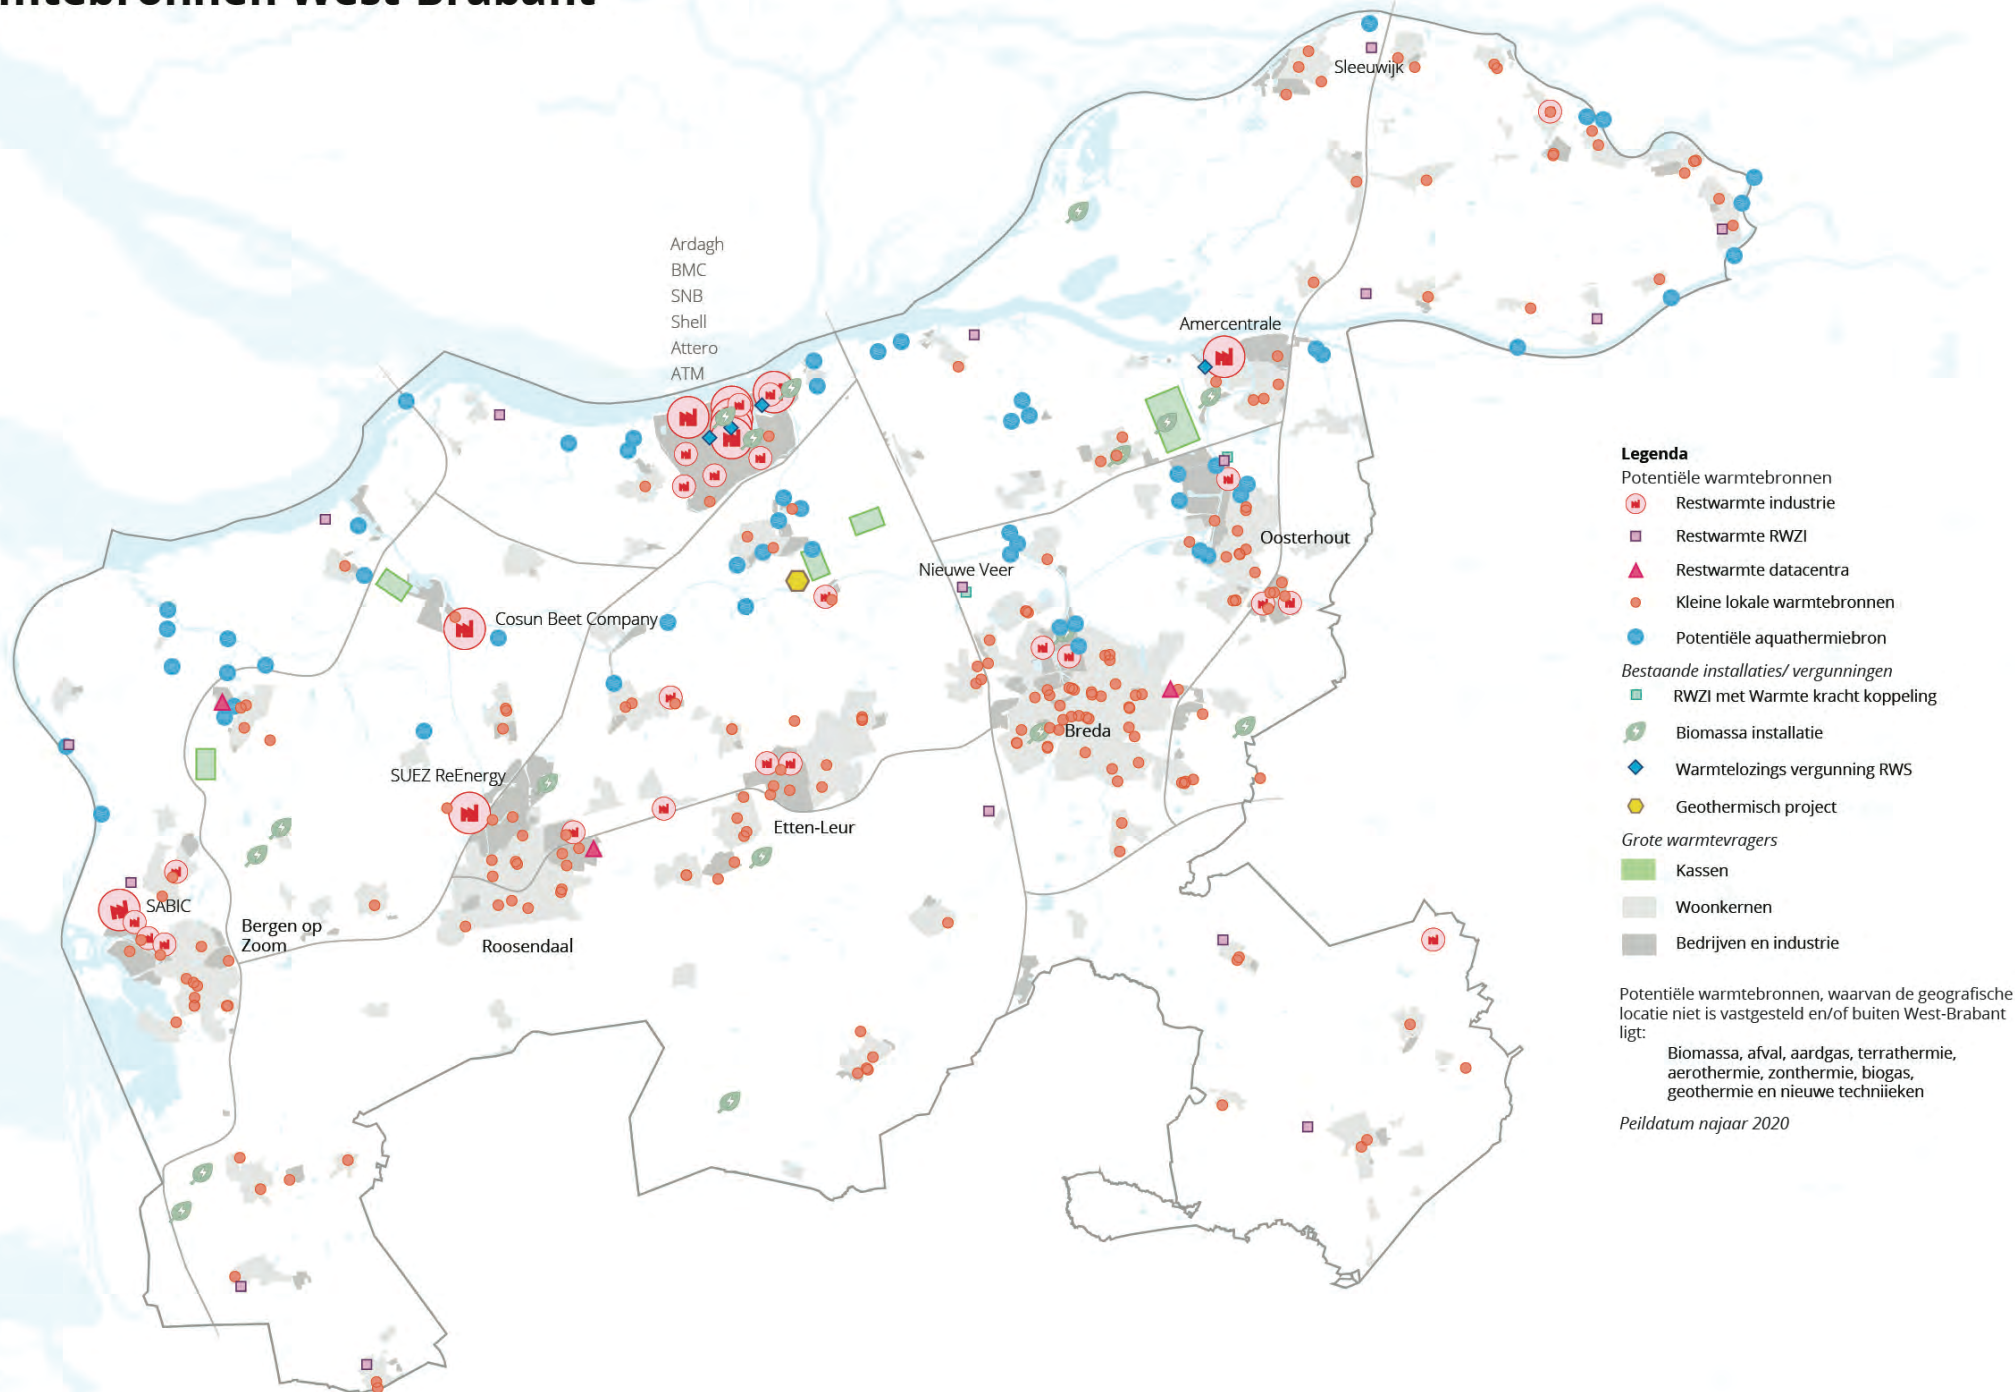 West-Brabant
Sleeuwijk
Ardagh
BMC
SNB
Shell
Attero
ATM
Amercentrale
Oosterhout
Nieuwe Veer
Cosun Beet Company
Breda
SUEZ ReEnergy
Etten-Leur
SABIC
Bergen op
Zoom
Roosendaal
Legenda
Potentiële warmtebronnen
Restwarmte industrie
Restwarmte RWZI
Restwarmte datacentra
Kleine lokale warmtebronnen
Potentiële aquathermiebron
Bestaande installaties/ vergunningen
RWZI met Warmte kracht koppeling
Biomassa installatie
Warmtelozings vergunning RWS
Geothermisch project
Grote warmtevragers
Kassen
Woonkernen
Bedrijven en industrie
Potentiële warmtebronnen, waarvan de geografische
locatie niet is vastgesteld en/of buiten West-Brabant
ligt:
Biomassa, afval, aardgas, terrathermie,
aerothermie, zonthermie, biogas,
geothermie en nieuwe techniieken
Peildatum najaar 2020